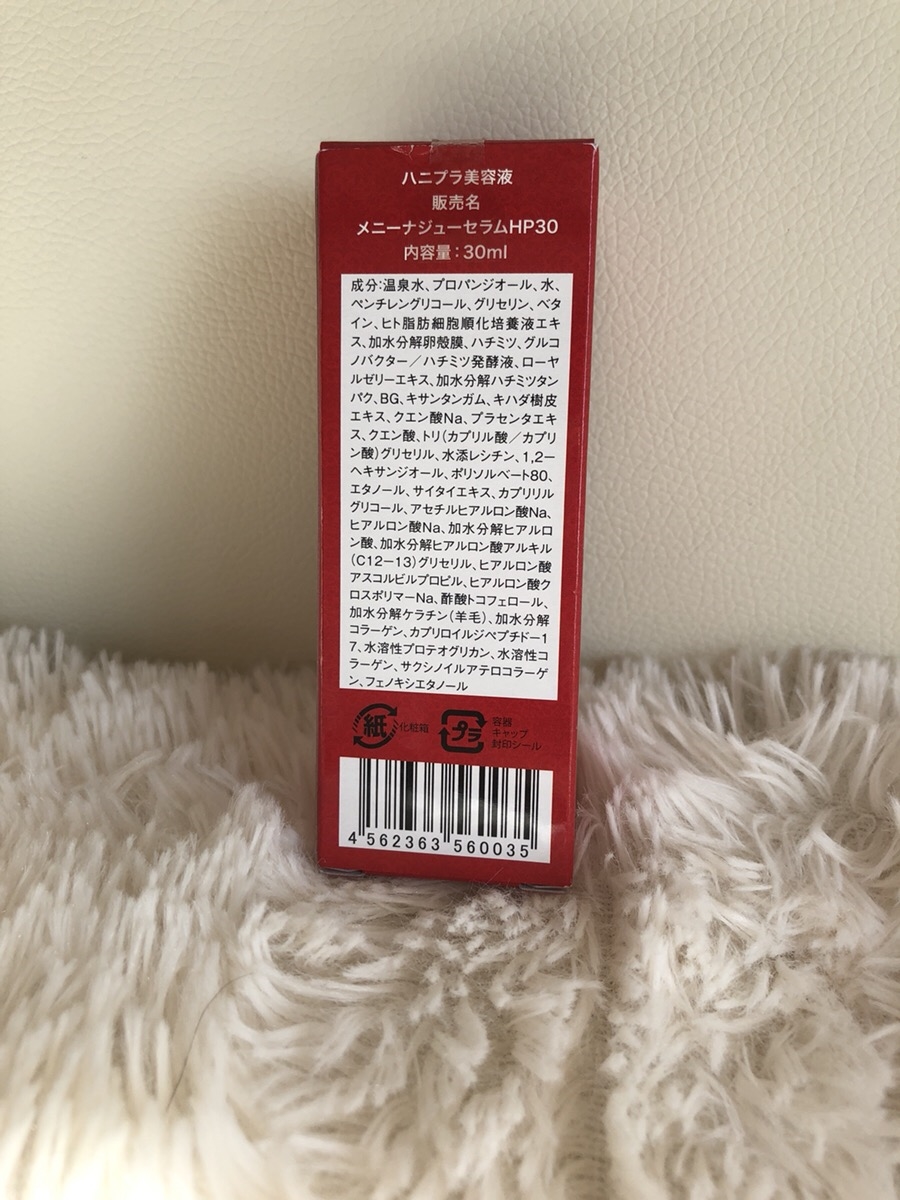 ハニプラ美容液
販売名
メニーナジューセラムHP30
内容量：30ml
成分：温泉水、プロパンジオール、水、
ペンチレングリコール、グリセリン、ベタ
イン、ヒト脂肪細胞順化培養液エキ
ス、加水分解卵殻膜、ハチミツ、グルコ
ノバクター／ハチミツ発酵液、ローヤ
ルゼリーエキス、加水分解ハチミツタン
パク、BG、キサンタンガム、キハダ樹皮
エキス、クエン酸Na、プラセンタエキ
ス、クエン酸、トリ（カプリル酸／カプリ
ン酸）グリセリル、水添レシチン、1,2－
ヘキサンジオール、ポリソルベート80、
エタノール、サイタイエキス、カプリリル
グリコール、アセチルヒアルロン酸Na、
ヒアルロン酸Na、加水分解ヒアルロ
ン酸、加水分解ヒアルロン酸アルキル
（C12－13）グリセリル、ヒアルロン酸
アスコルビルプロピル、ヒアルロン酸ク
ロスポリマーNa、酢酸トコフェロール、
加水分解ケラチン（羊毛）、加水分解
コラーゲン、カプロイルジペプチドー1
7、水溶性プロテオグリカン、水溶性コ
ラーゲン、サクシノイルアテロコラーゲ
ン、フェノキシエタノール
紙 化粧箱
プラ 容器
キャップ
封印シール
4 562363 560035